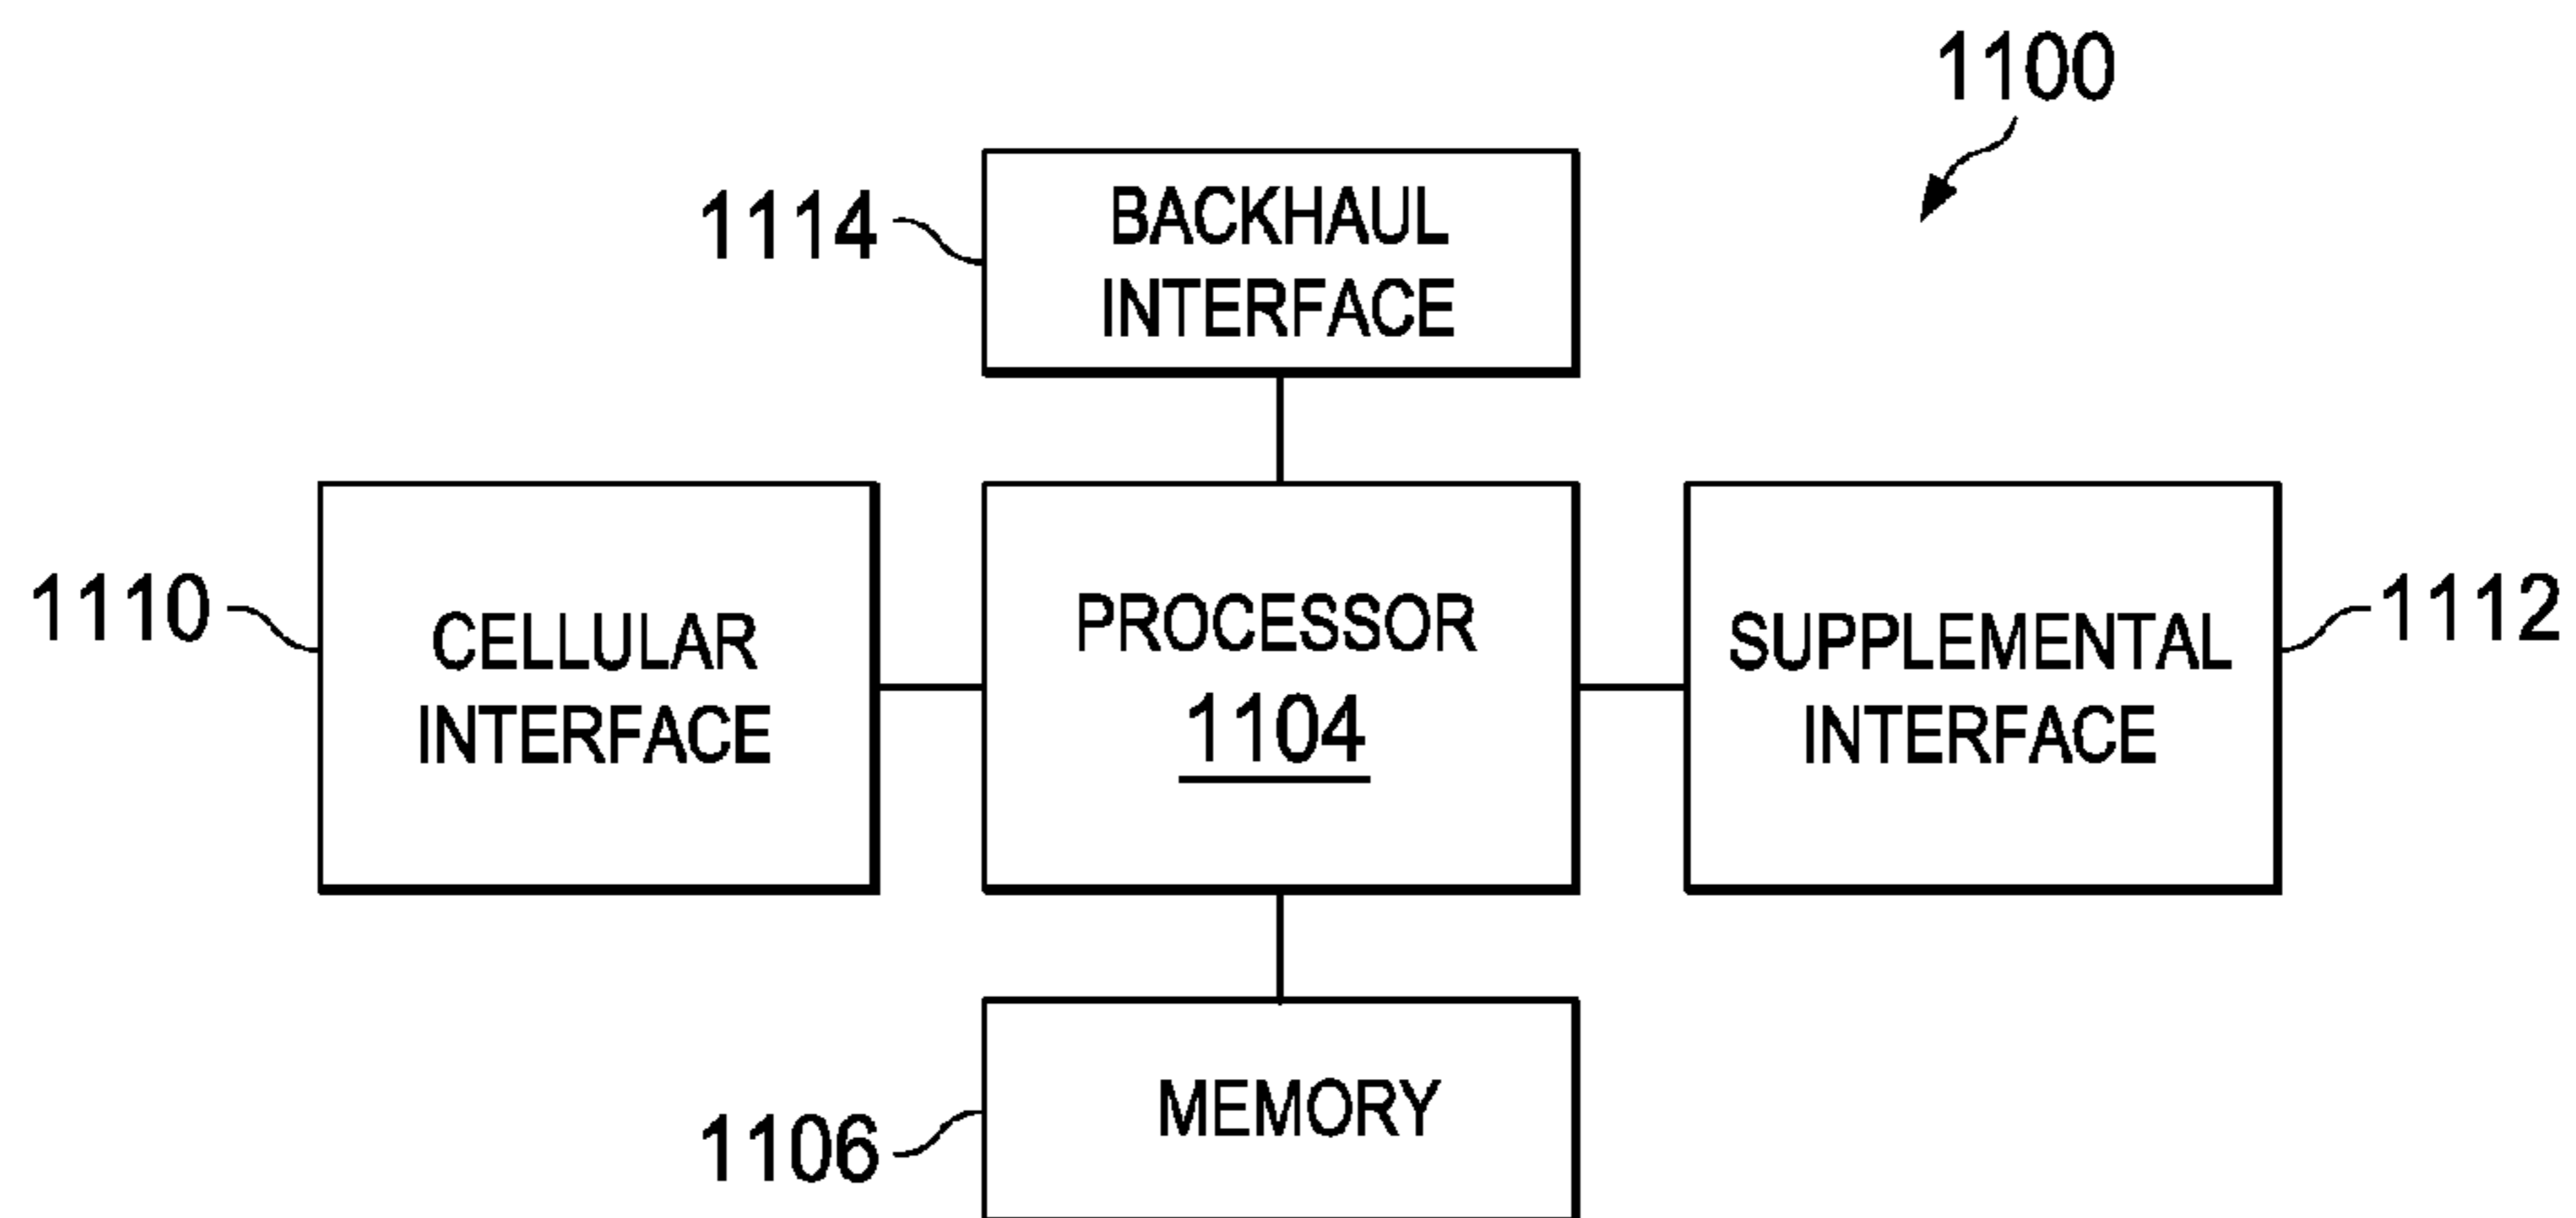 1100
1114
BACKHAUL
INTERFACE
1110
CELLULAR
INTERFACE
PROCESSOR
1104
SUPPLEMENTAL
INTERFACE
1112
1106
MEMORY